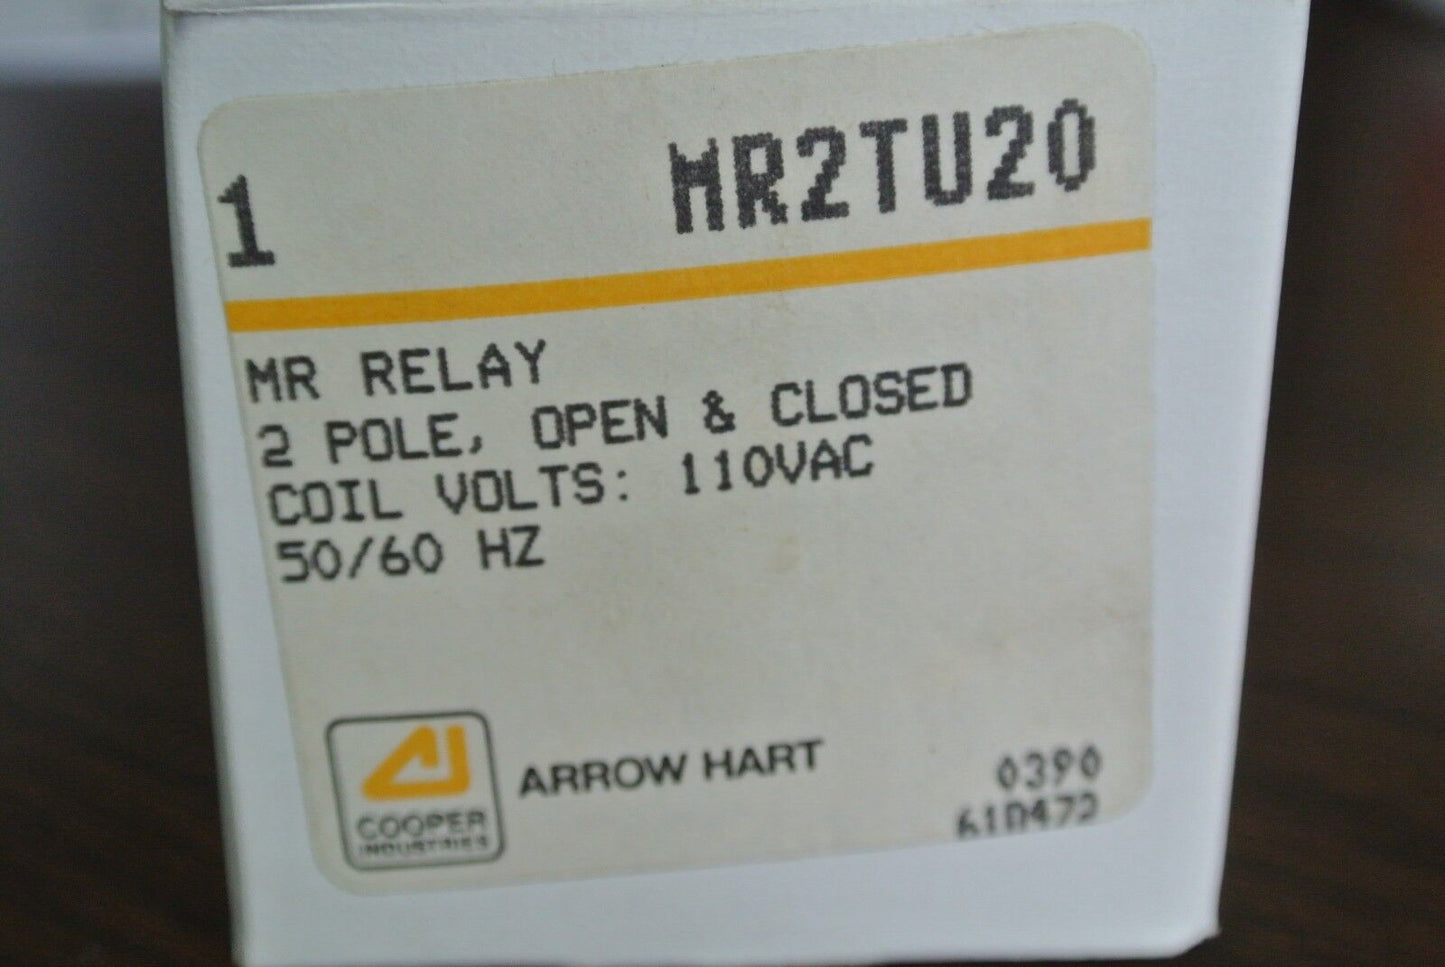 1 MR2TU20
MR RELAY
2 POLE, OPEN & CLOSED
COIL VOLTS: 110VAC
50/60 HZ
COOPER
INDUSTRIES
ARROW HART
0390
61D472